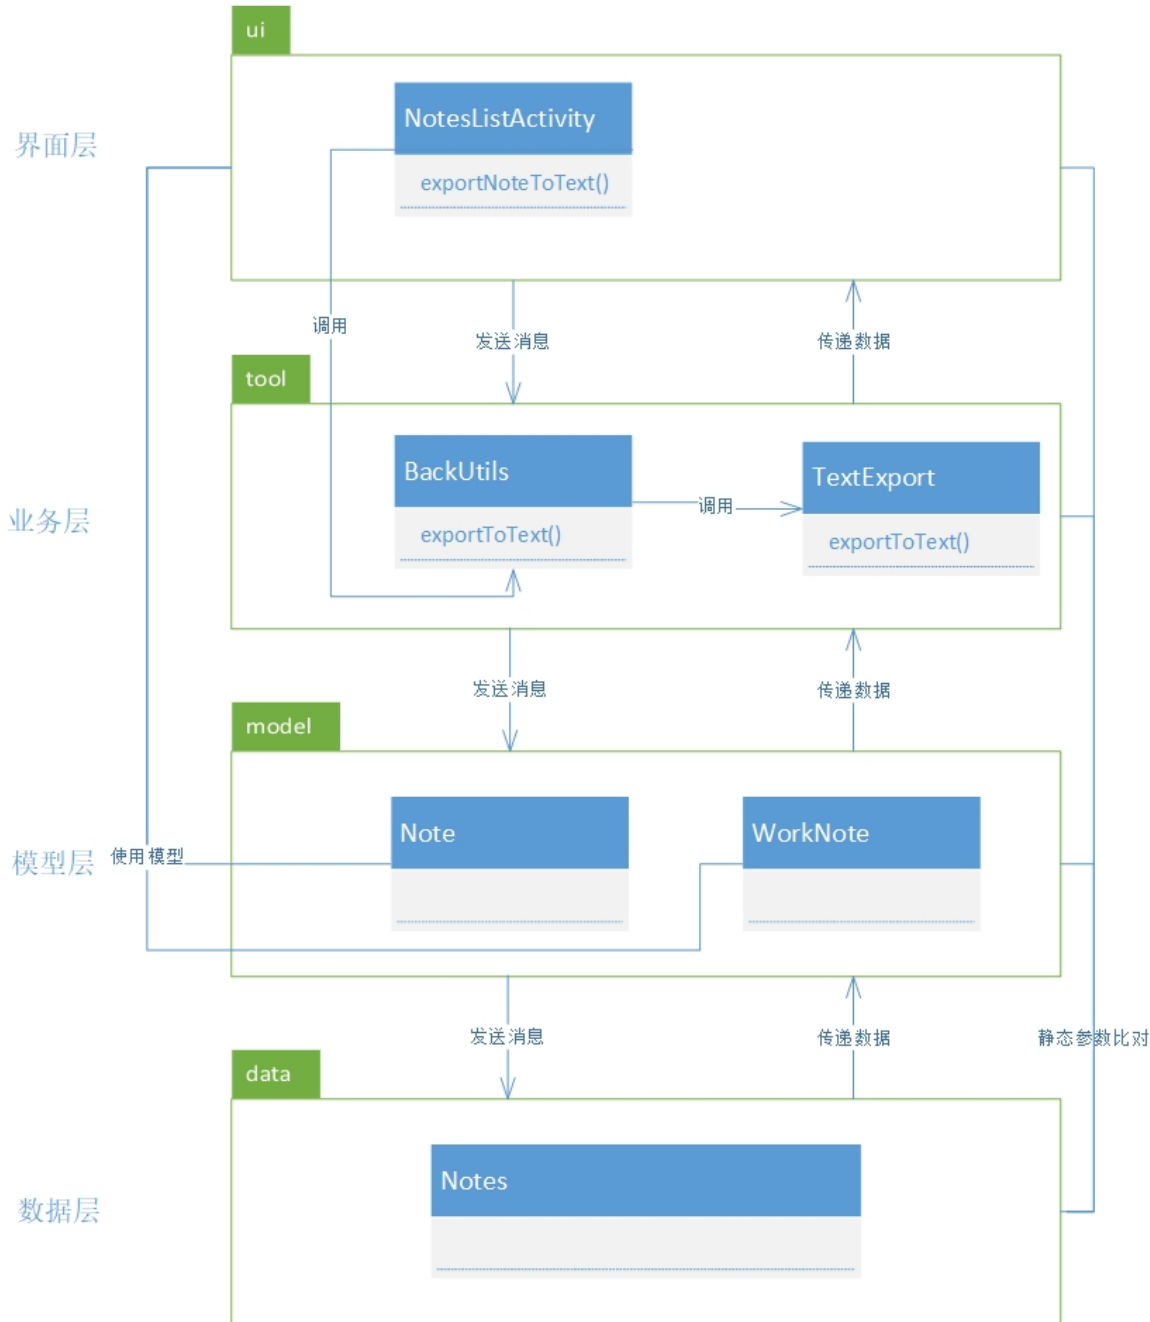 ui
NotesListActivity
界面层
exportNoteToText()
调用
发送消息
传递数据
tool
BackUtils
TextExport
调用
业务层
exportToText()
exportToText()
发送消息
传递数据
model
Note
WorkNote
模型层
使用模型
发送消息
传递数据
静态参数比对
data
Notes
数据层